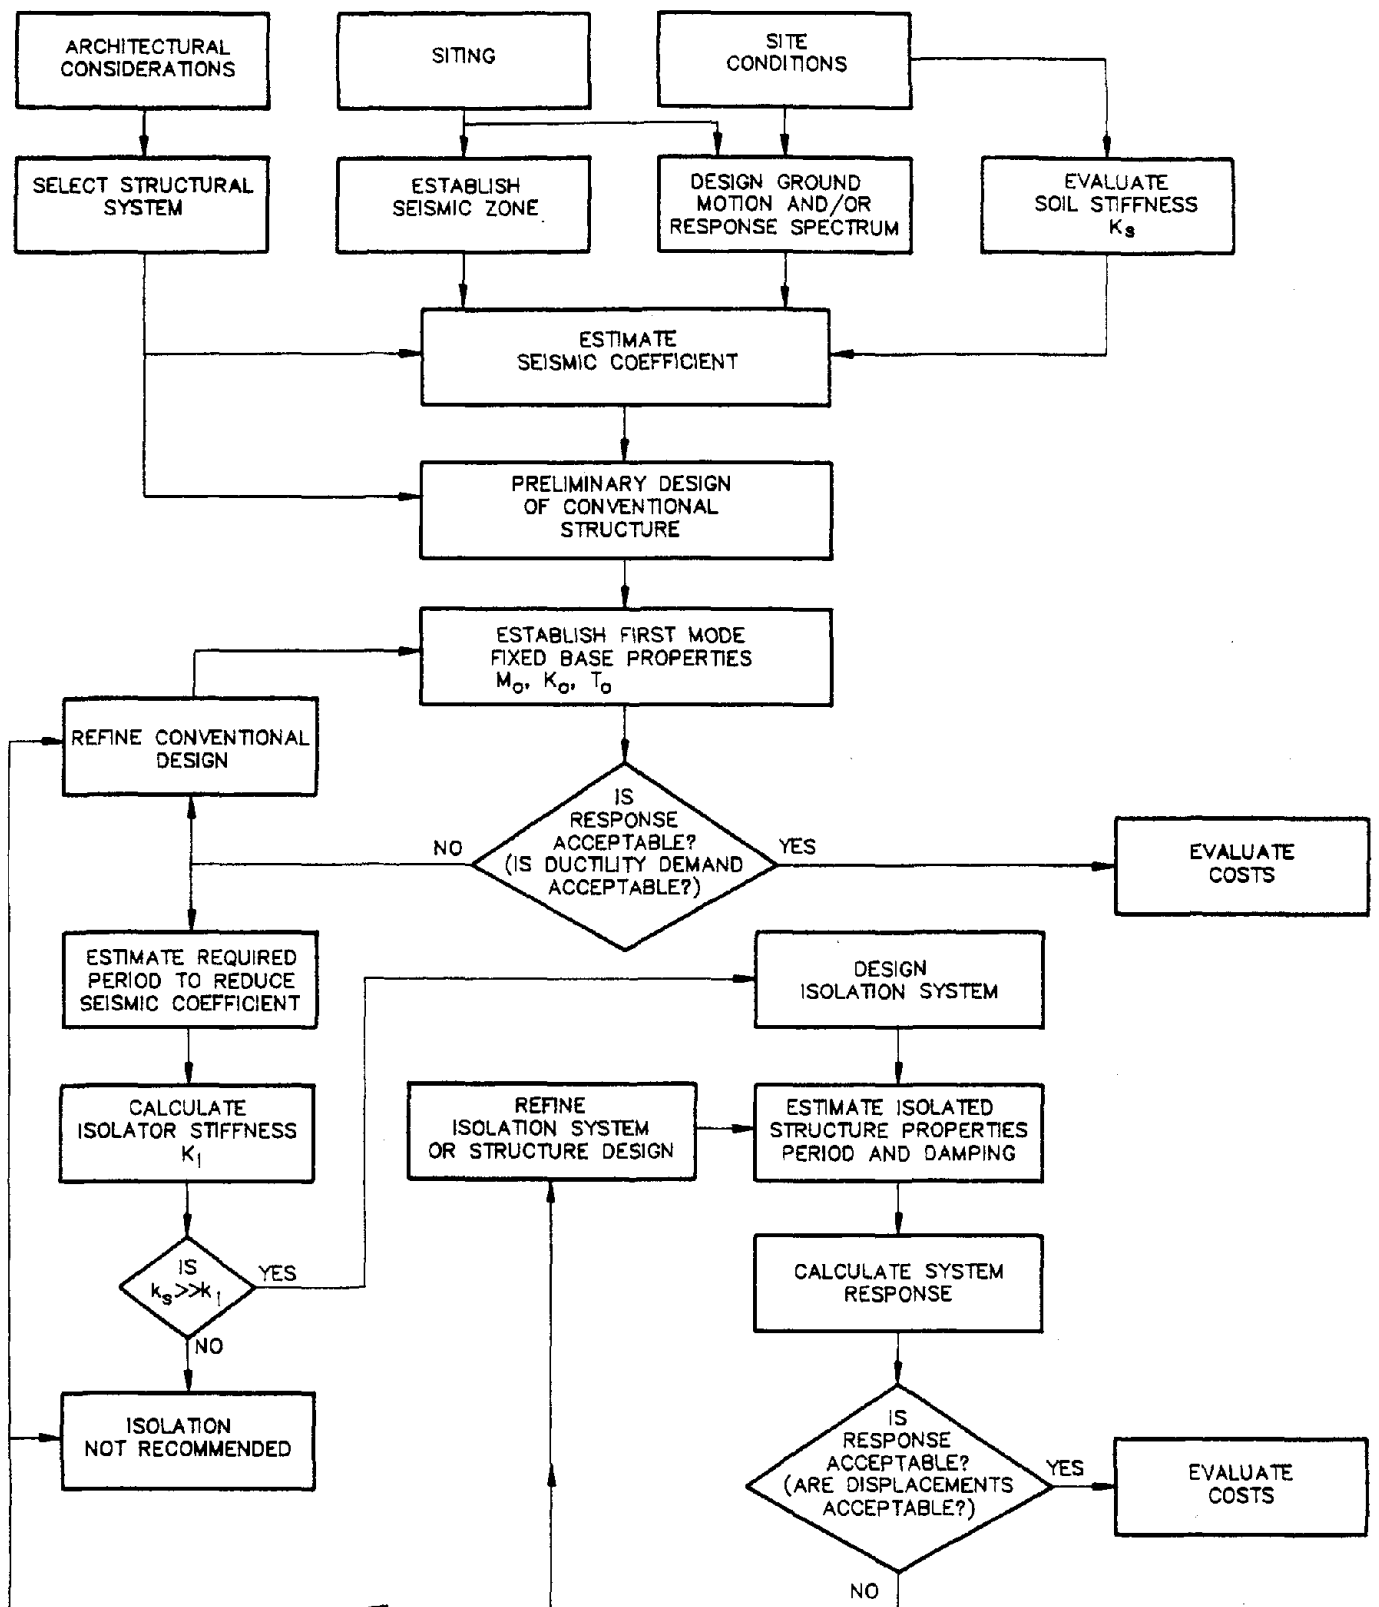 ARCHITECTURAL
CONSIDERATIONS
SITING
SITE
CONDITIONS
SELECT STRUCTURAL
SYSTEM
ESTABLISH
SEISMIC ZONE
DESIGN GROUND
MOTION AND/OR
RESPONSE SPECTRUM
EVALUATE
SOIL STIFFNESS
Ks
ESTIMATE
SEISMIC COEFFICIENT
PRELIMINARY DESIGN
OF CONVENTIONAL
STRUCTURE
ESTABLISH FIRST MODE
FIXED BASE PROPERTIES
Mo, Ko, To
REFINE CONVENTIONAL
DESIGN
IS
RESPONSE
ACCEPTABLE?
(IS DUCTILITY DEMAND
ACCEPTABLE?)
NO
YES
EVALUATE
COSTS
ESTIMATE REQUIRED
PERIOD TO REDUCE
SEISMIC COEFFICIENT
DESIGN
ISOLATION SYSTEM
CALCULATE
ISOLATOR STIFFNESS
KI
REFINE
ISOLATION SYSTEM
OR STRUCTURE DESIGN
ESTIMATE ISOLATED
STRUCTURE PROPERTIES
PERIOD AND DAMPING
IS
ks>>kI
YES
NO
CALCULATE SYSTEM
RESPONSE
ISOLATION
NOT RECOMMENDED
IS
RESPONSE
ACCEPTABLE?
(ARE DISPLACEMENTS
ACCEPTABLE?)
YES
EVALUATE
COSTS
NO